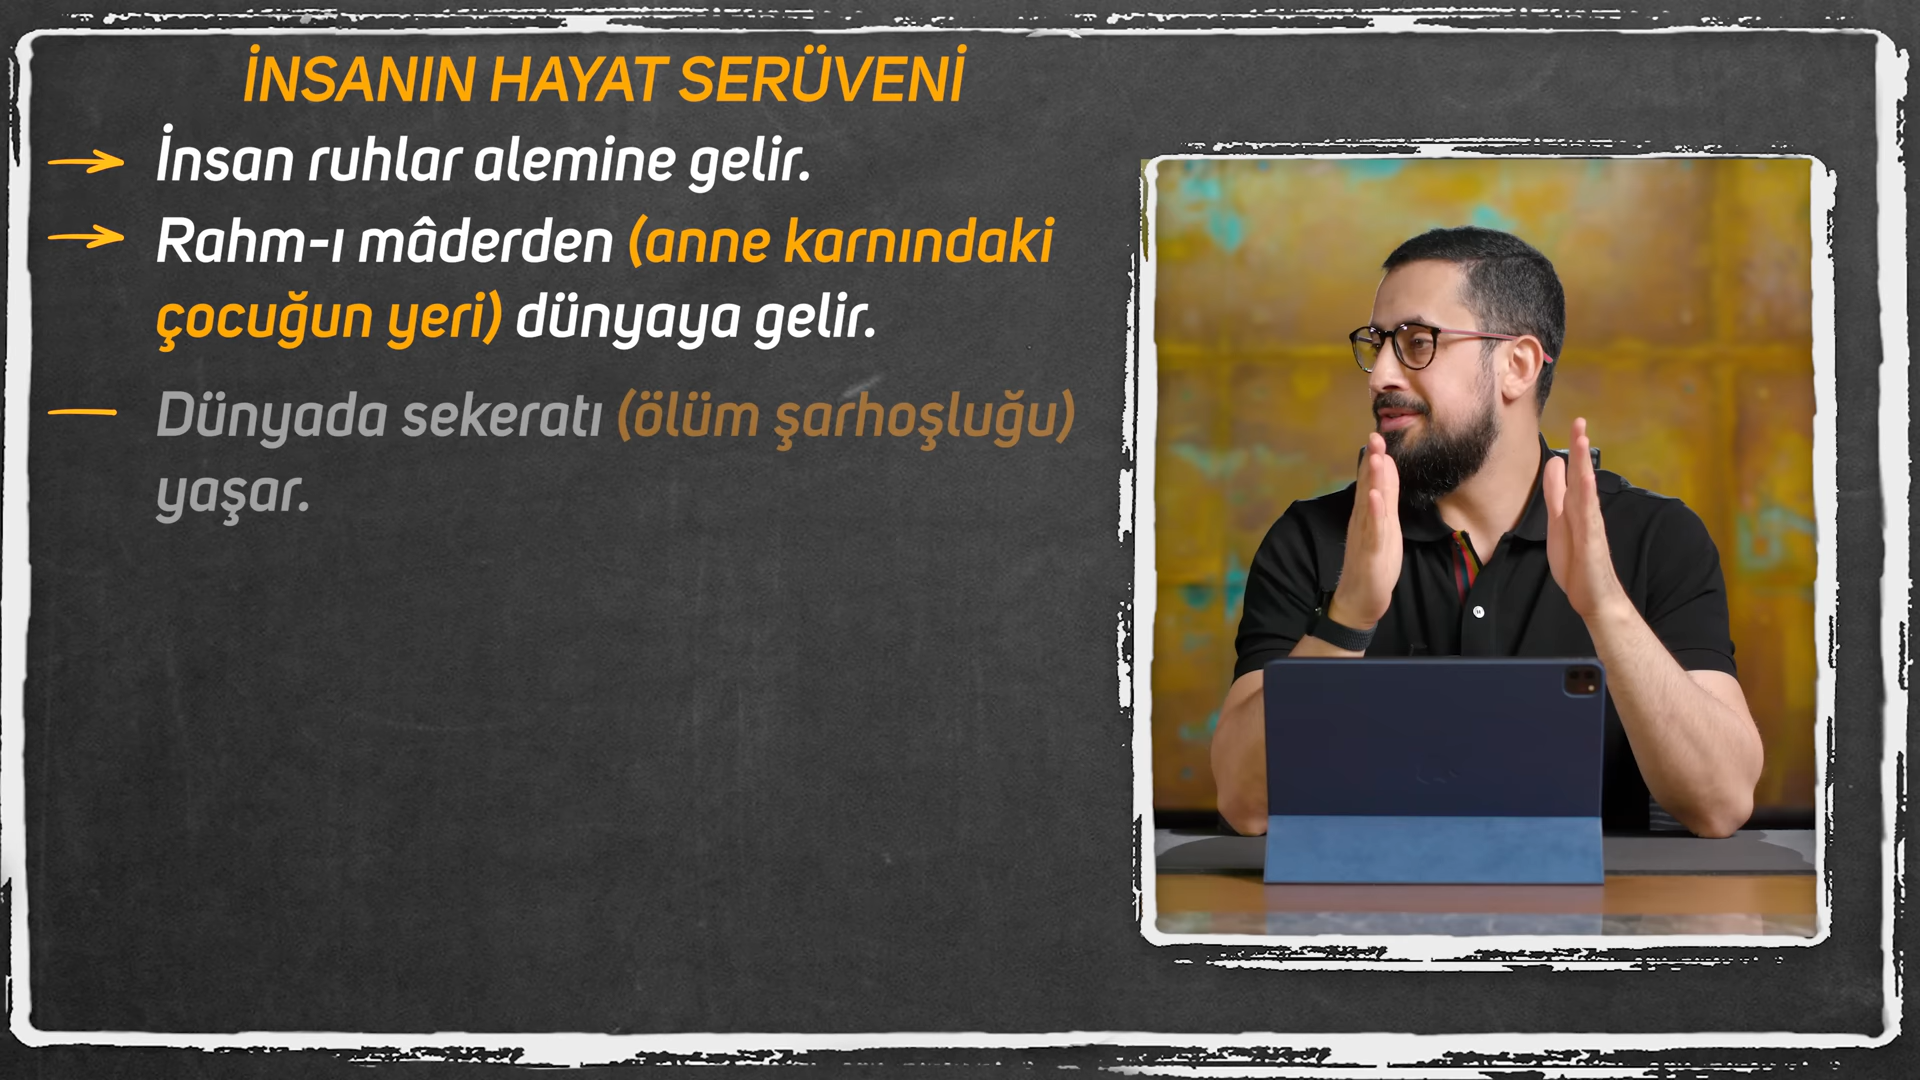 İNSANIN HAYAT SERÜVENİ
İnsan ruhlar alemine gelir.
Rahm-ı mâderden (anne karnındaki
çocuğun yeri) dünyaya gelir.
Dünyada sekeratı (ölüm şarhoşluğu)
yaşar.